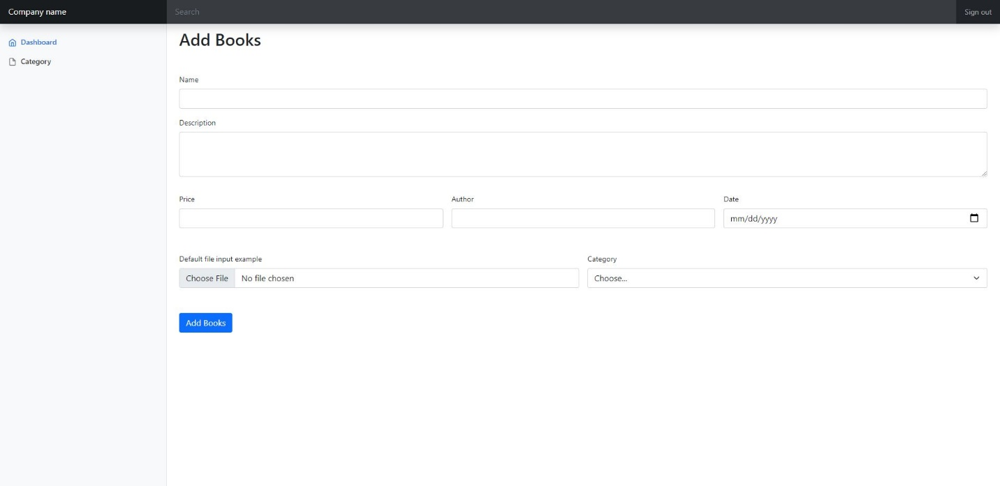 Company name
Search
Sign out
Dashboard
Category
Add Books
Name
Description
Price
Author
Date
mm/dd/yyyy
Default file input example
Category
Choose File
No file chosen
Choose...
Add Books